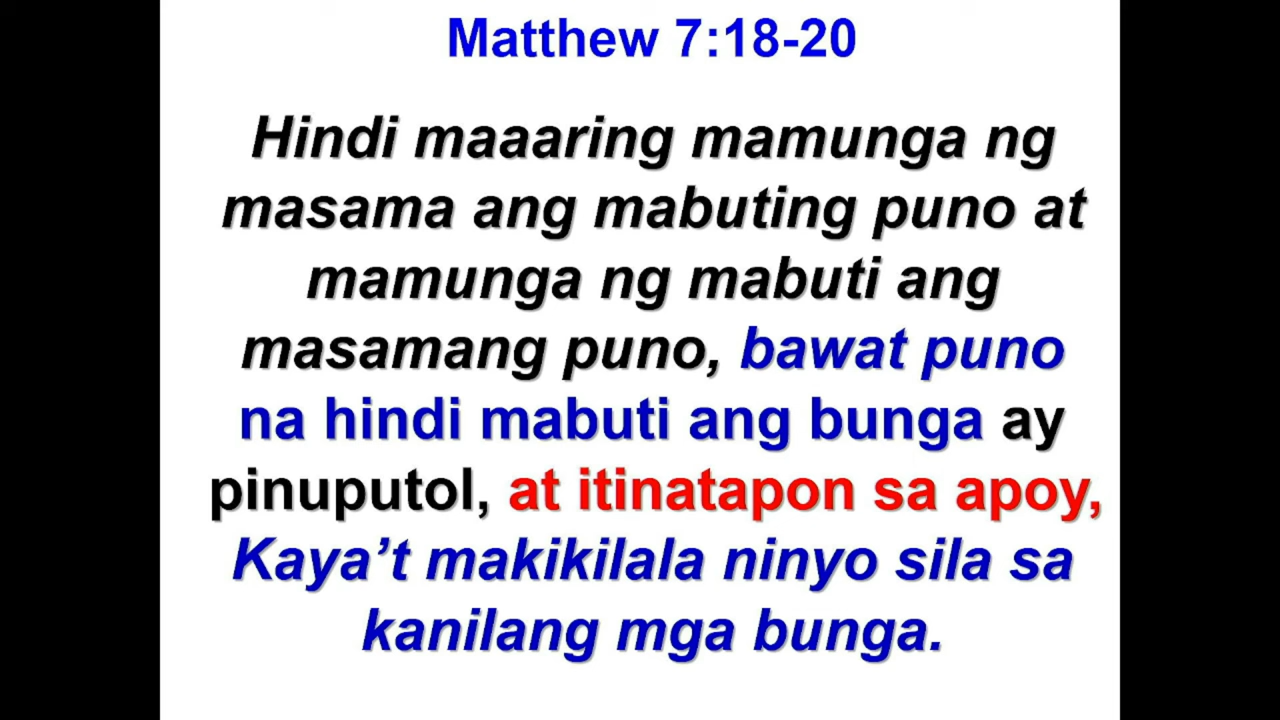 Matthew 7:18-20
Hindi maaaring mamunga ng
masama ang mabuting puno at
mamunga ng mabuti ang
masamang puno, bawat puno
na hindi mabuti ang bunga ay
pinuputol, at itinatapon sa apoy,
Kaya’t makikilala ninyo sila sa
kanilang mga bunga.